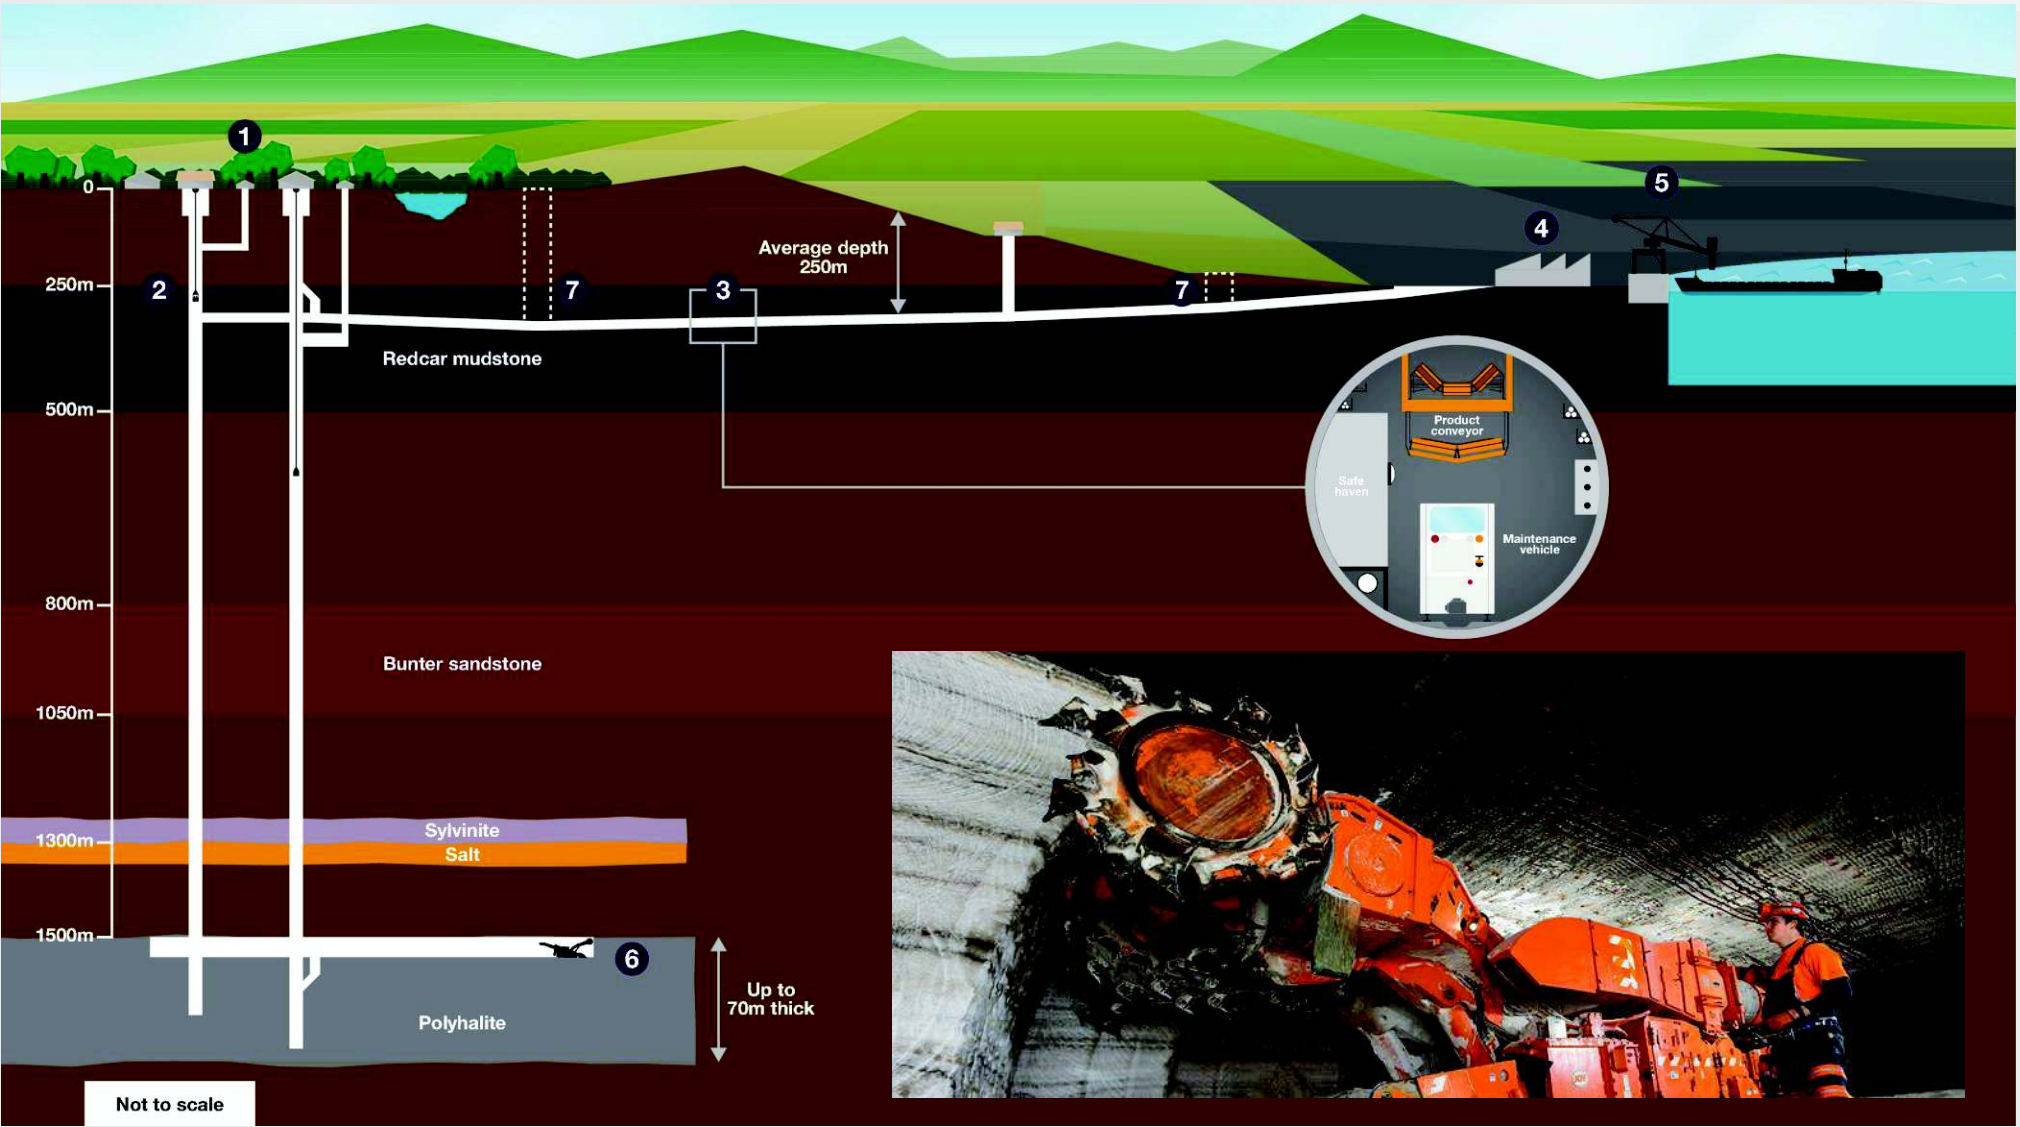 1
0
5
4
Average depth
250m
250m
2
7
3
7
Redcar mudstone
500m
Product
conveyor
Safe
haven
Maintenance
vehicle
800m
Bunter sandstone
1050m
Sylvinite
1300m
Salt
1500m
6
Up to
70m thick
Polyhalite
Not to scale